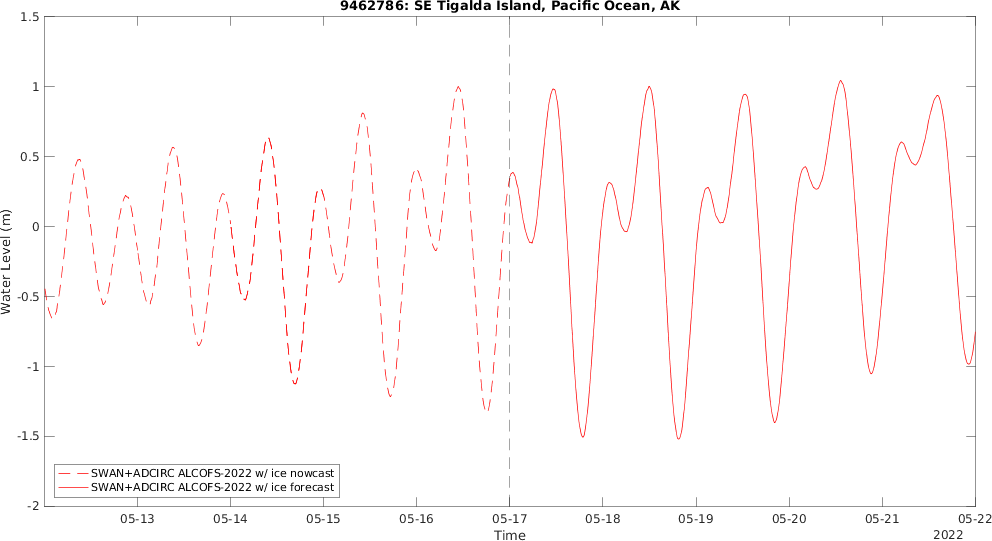 9462786: SE Tigalda Island, Pacific Ocean, AK
1.5
1
0.5
0
-0.5
-1
-1.5
-2
Water Level (m)
SWAN+ADCIRC ALCOFS-2022 w/ ice nowcast
SWAN+ADCIRC ALCOFS-2022 w/ ice forecast
05-13 05-14 05-15 05-16 05-17 05-18 05-19 05-20 05-21 05-22
Time
2022